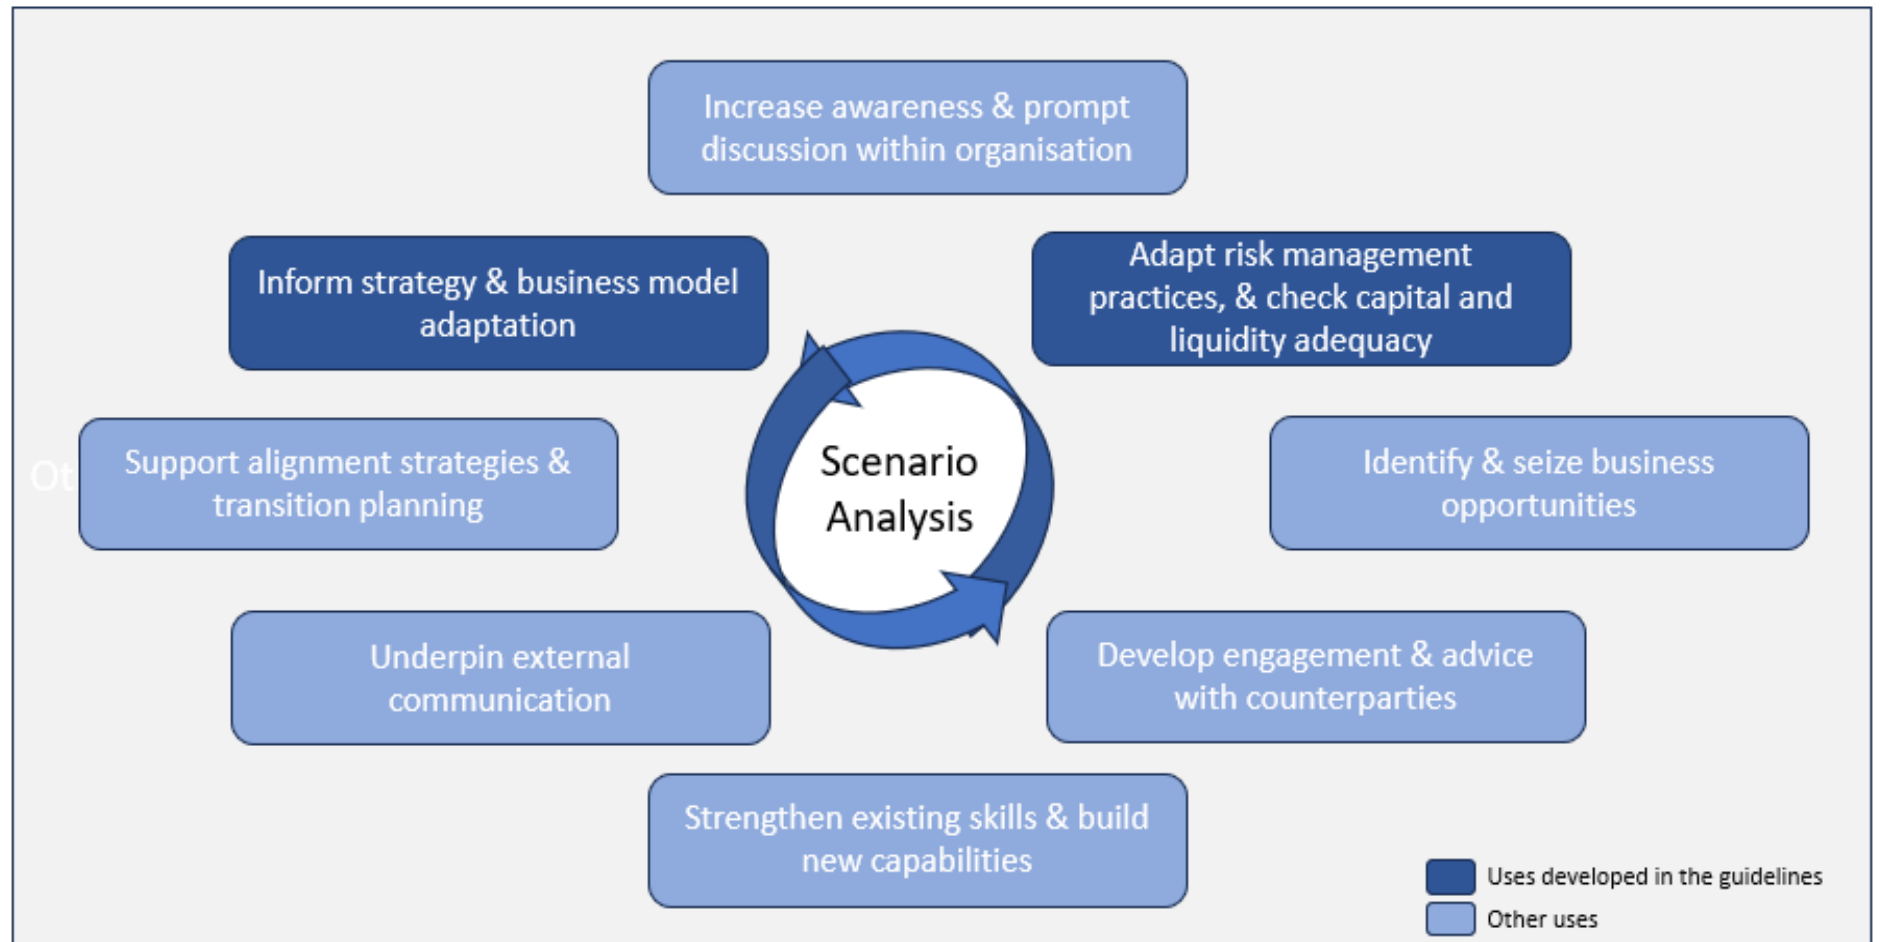 Increase awareness & prompt
discussion within organisation
Inform strategy & business model
adaptation
Adapt risk management
practices, & check capital and
liquidity adequacy
Ot
Support alignment strategies &
transition planning
Scenario
Analysis
Identify & seize business
opportunities
Underpin external
communication
Develop engagement & advice
with counterparties
Strengthen existing skills & build
new capabilities
Uses developed in the guidelines
Other uses